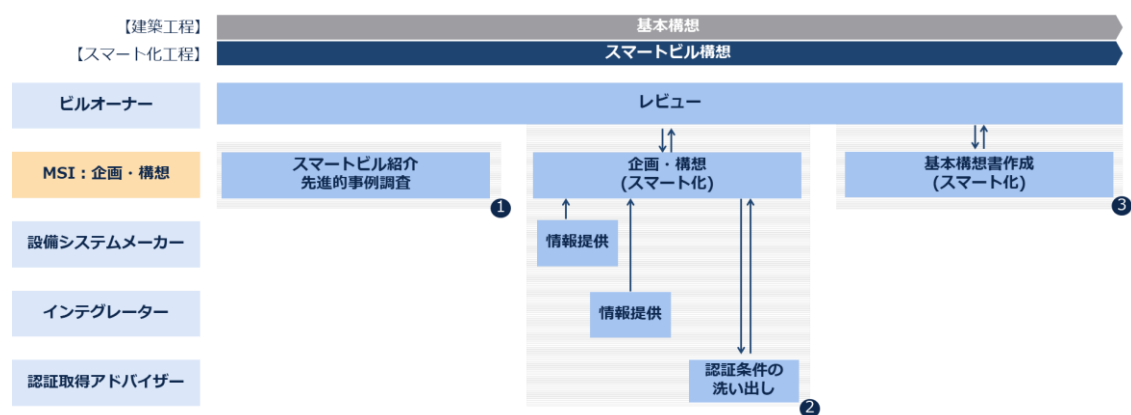 【建築工程】
基本構想
【スマート化工程】
スマートビル構想
ビルオーナー
レビュー
MSI：企画・構想
スマートビル紹介
先進的事例調査
1
企画・構想
(スマート化)
基本構想書作成
(スマート化)
3
設備システムメーカー
情報提供
インテグレーター
情報提供
認証取得アドバイザー
認証条件の
洗い出し
2